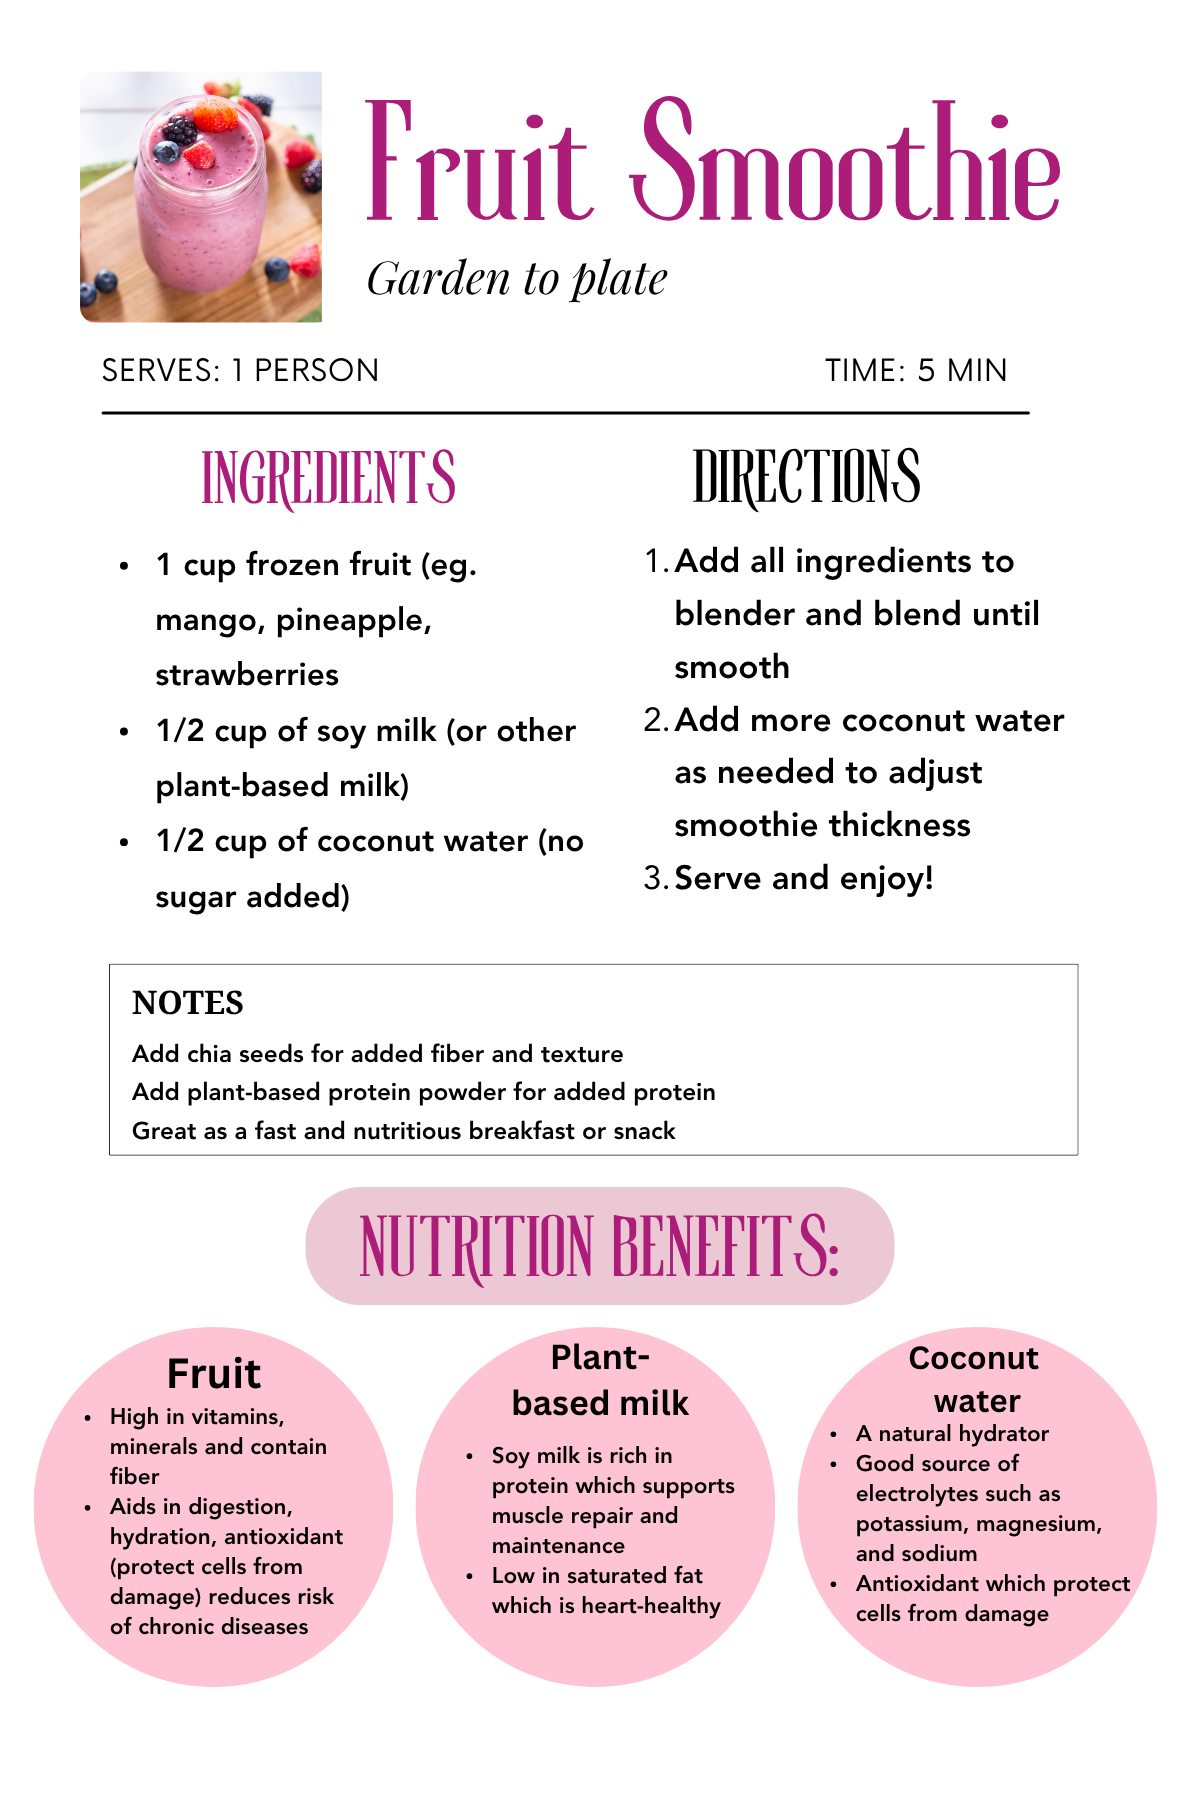 Fruit Smoothie
Garden to plate
SERVES: 1 PERSON
TIME: 5 MIN
INGREDIENTS
• 1 cup frozen fruit (eg.
mango, pineapple,
strawberries
• 1/2 cup of soy milk (or other
plant-based milk)
• 1/2 cup of coconut water (no
sugar added)
DIRECTIONS
1. Add all ingredients to
blender and blend until
smooth
2. Add more coconut water
as needed to adjust
smoothie thickness
3. Serve and enjoy!
NOTES
Add chia seeds for added fiber and texture
Add plant-based protein powder for added protein
Great as a fast and nutritious breakfast or snack
NUTRITION BENEFITS:
Fruit
• High in vitamins,
minerals and contain
fiber
• Aids in digestion,
hydration, antioxidant
(protect cells from
damage) reduces risk
of chronic diseases
Plant-
based milk
• Soy milk is rich in
protein which supports
muscle repair and
maintenance
• Low in saturated fat
which is heart-healthy
Coconut
water
• A natural hydrator
• Good source of
electrolytes such as
potassium, magnesium,
and sodium
• Antioxidant which protect
cells from damage